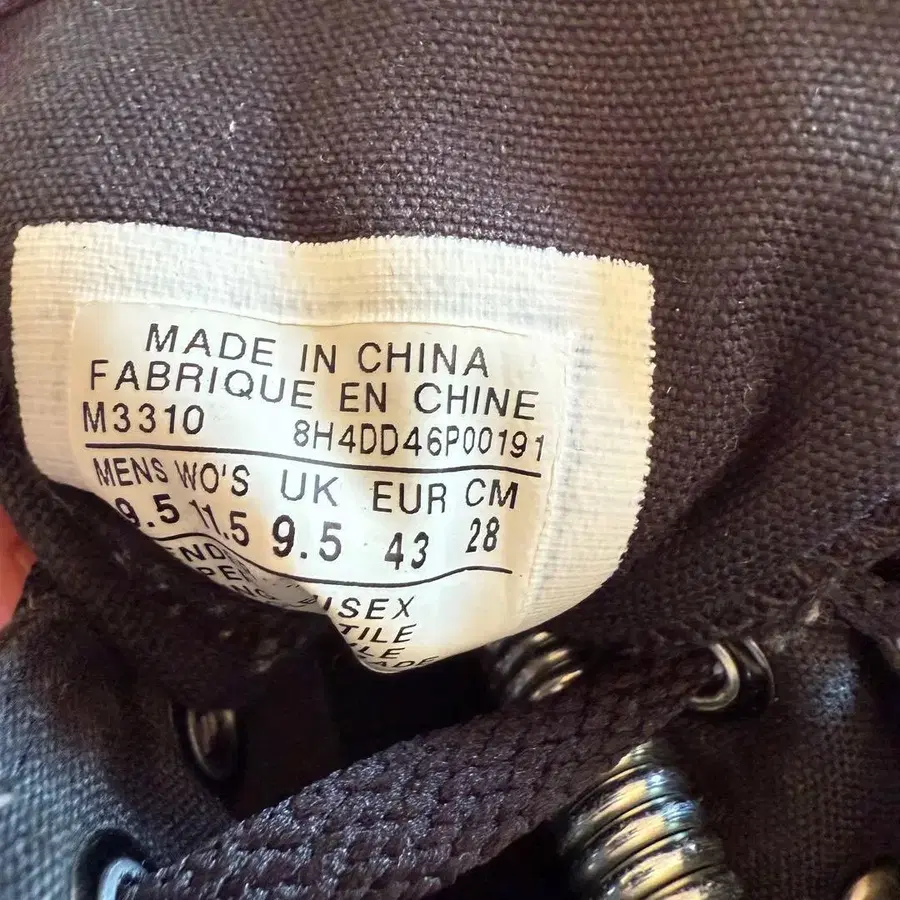 MADE IN CHINA
FABRIQUE EN CHINE
M3310 8H4DD46P00191
MENS WO'S UK EUR CM
9.5 11.5 9.5 43 28